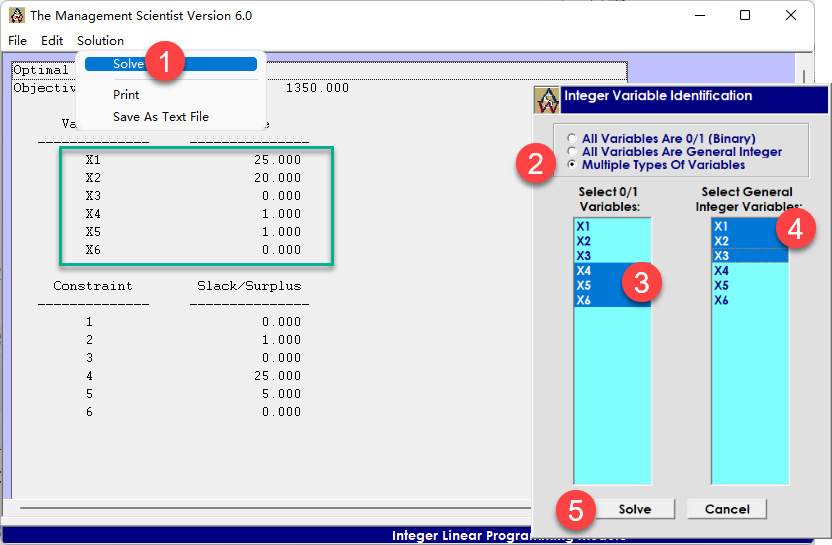 The Management Scientist Version 6.0
File Edit Solution
Solve 1
Print
Save As Text File
Optimal
Objectiv 1350.000
Va e
X1 25.000
X2 20.000
X3 0.000
X4 1.000
X5 1.000
X6 0.000
Constraint Slack/Surplus
1 0.000
2 1.000
3 0.000
4 25.000
5 5.000
6 0.000
Integer Linear Programming Models
Integer Variable Identification
2
All Variables Are 0/1 (Binary)
All Variables Are General Integer
Multiple Types Of Variables
Select 0/1
Variables:
X1
X2
X3
X4
X5
X6
3
Select General
Integer Variables:
X1
X2
X3
X4
X5
X6
4
5
Solve Cancel